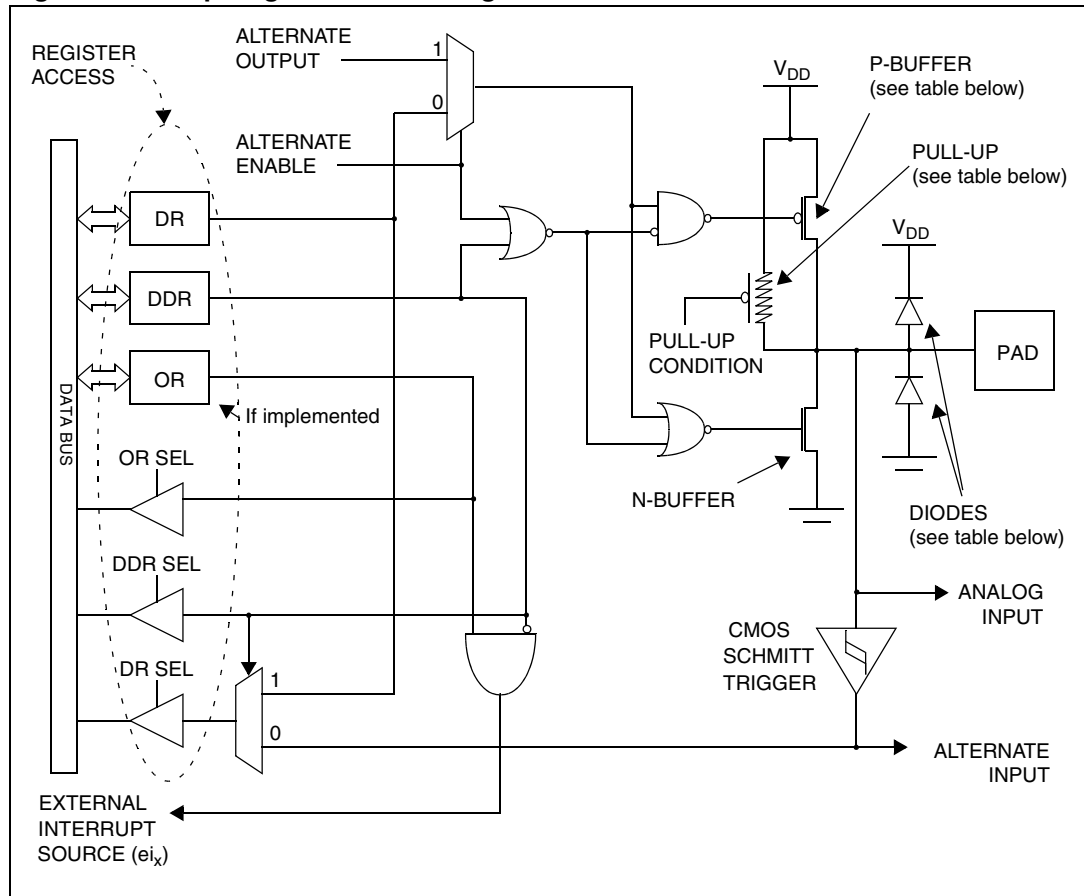 REGISTER
ACCESS
ALTERNATE
OUTPUT
1
0
ALTERNATE
ENABLE
VDD
P-BUFFER
(see table below)
PULL-UP
(see table below)
DR
DDR
OR
If implemented
DATA BUS
PULL-UP
CONDITION
VDD
PAD
OR SEL
N-BUFFER
DIODES
(see table below)
DDR SEL
ANALOG
INPUT
CMOS
SCHMITT
TRIGGER
DR SEL
1
0
ALTERNATE
INPUT
EXTERNAL
INTERRUPT
SOURCE (eix)